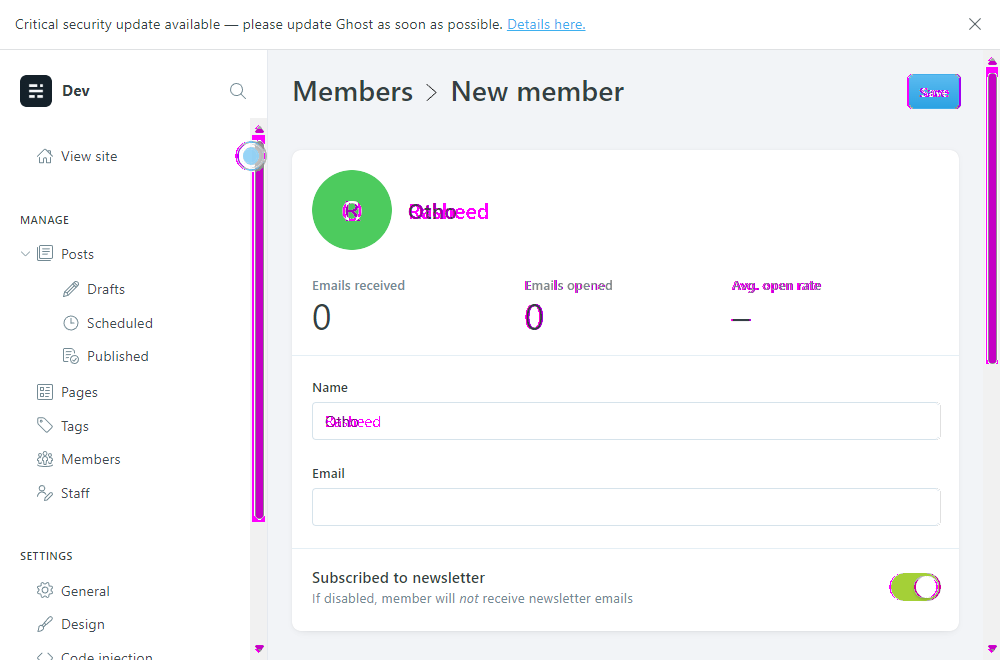 Critical security update available — please update Ghost as soon as possible. Details here.
Dev
Members > New member
Save
View site
MANAGE
Posts
Drafts
Scheduled
Published
Pages
Tags
Members
Staff
SETTINGS
General
Design
Code injection
Emails received
0
Emails opened
0
Avg. open rate
–
Name
Email
Subscribed to newsletter
If disabled, member will not receive newsletter emails